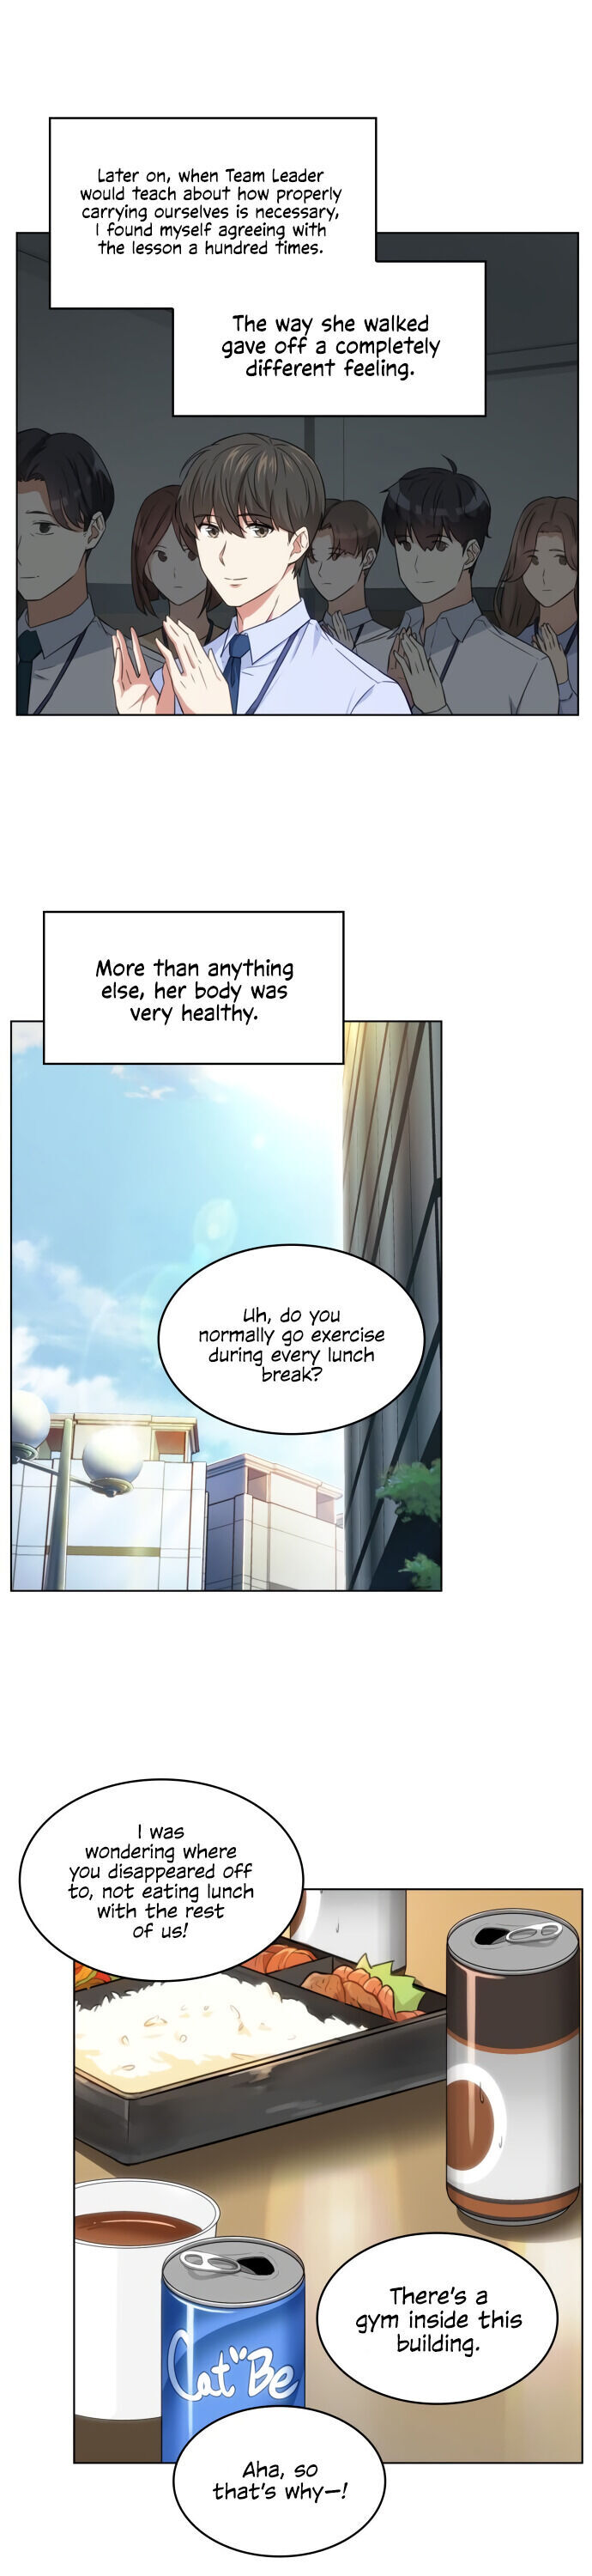 Later on, when Team Leader
would teach about how properly
carrying ourselves is necessary,
I found myself agreeing with
the lesson a hundred times.
The way she walked
gave off a completely
different feeling.
More than anything
else, her body was
very healthy.
Uh, do you
normally go exercise
during every lunch
break?
I was
wondering where
you disappeared off
to, not eating lunch
with the rest
of us!
There's a
gym inside this
building.
Cat"Be
Aha, so
that's why—!